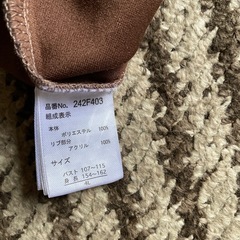 品番No. 242F403
組成表示
本体 ポリエステル 100%
リブ部分 アクリル 100%
サイズ
バスト 107～115
身長 154～162
4L